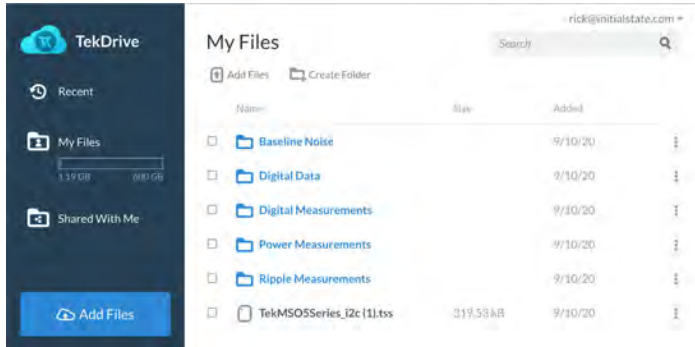 TekDrive
Recent
My Files
1.19 GB 600 GB
Shared With Me
Add Files
rick@initialstate.com
My Files
Search
Add Files Create Folder
Name Size Added
Baseline Noise 9/10/20
Digital Data 9/10/20
Digital Measurements 9/10/20
Power Measurements 9/10/20
Ripple Measurements 9/10/20
TekMSO5Series_i2c (1).tss 319.53 kB 9/10/20